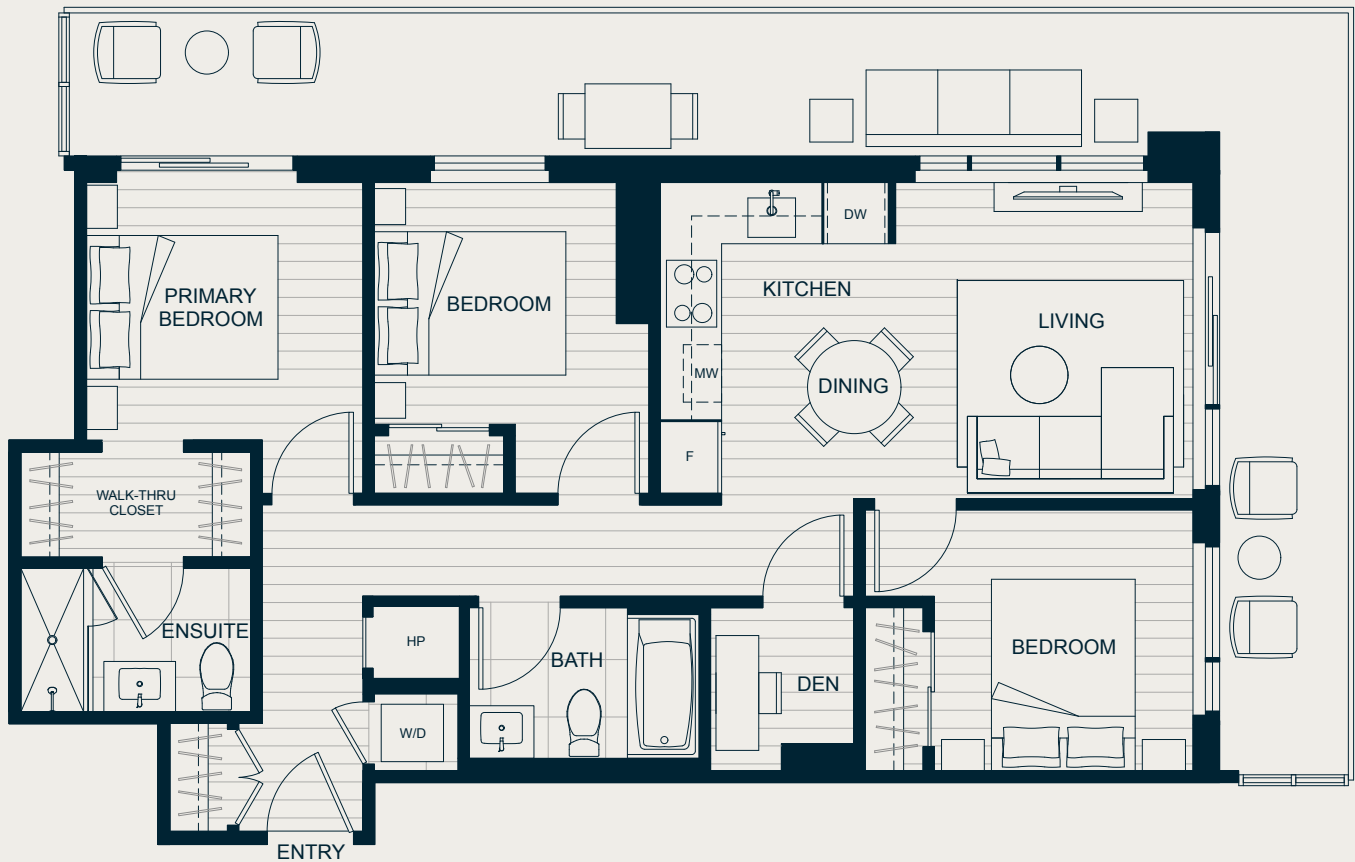 DW
PRIMARY
BEDROOM
BEDROOM
KITCHEN
LIVING
MW
DINING
F
WALK-THRU
CLOSET
ENSUITE
HP
BATH
BEDROOM
DEN
W/D
ENTRY